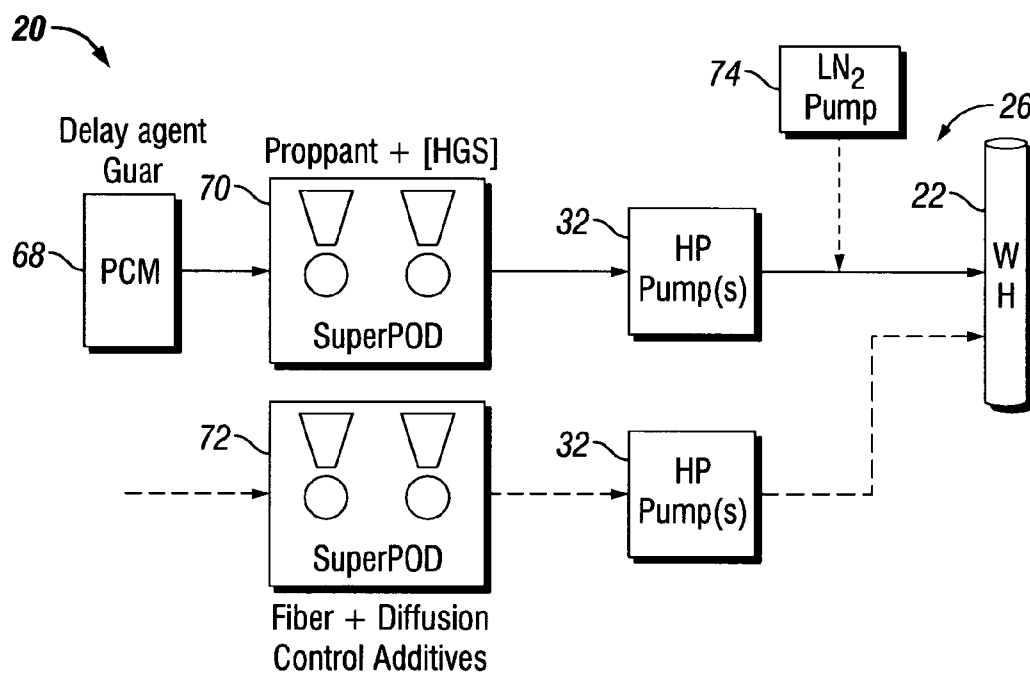 20
74
LN2
Pump
26
Delay agent
Guar
Proppant + [HGS]
70
32
22
68
PCM
HP
Pump(s)
W
H
SuperPOD
72
32
HP
Pump(s)
SuperPOD
Fiber + Diffusion
Control Additives